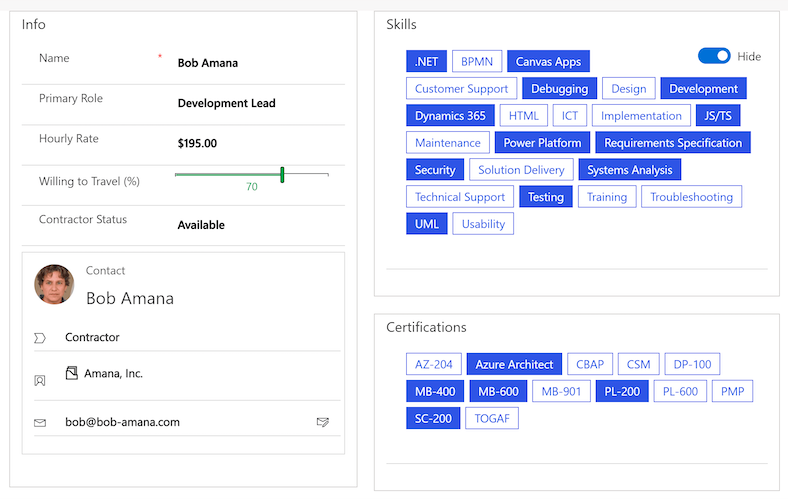 Info
Name * Bob Amana
Primary Role Development Lead
Hourly Rate $195.00
Willing to Travel (%)
70
Contractor Status Available
Contact
Bob Amana
Contractor
Amana, Inc.
bob@bob-amana.com
Skills
.NET BPMN Canvas Apps Hide
Customer Support Debugging Design Development
Dynamics 365 HTML ICT Implementation JS/TS
Maintenance Power Platform Requirements Specification
Security Solution Delivery Systems Analysis
Technical Support Testing Training Troubleshooting
UML Usability
Certifications
AZ-204 Azure Architect CBAP CSM DP-100
MB-400 MB-600 MB-901 PL-200 PL-600 PMP
SC-200 TOGAF